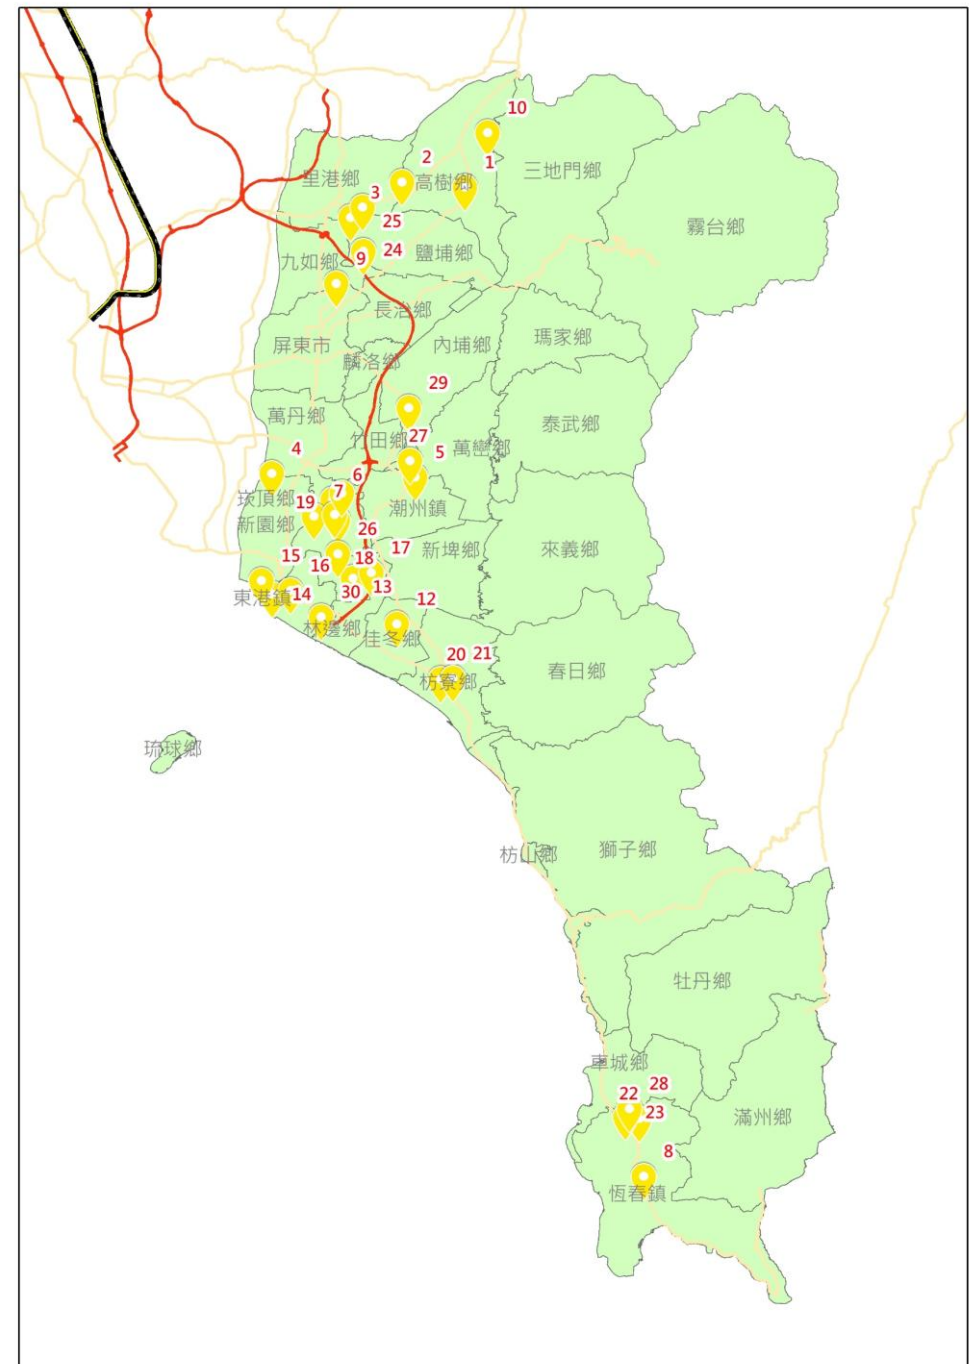 10
2
1
三地門鄉
里港鄉
高樹鄉
3
25
霧台鄉
24
鹽埔鄉
九如鄉
9
長治鄉
瑪家鄉
屏東市
內埔鄉
麟洛鄉
29
萬丹鄉
泰武鄉
27
竹田鄉
萬巒鄉
4
5
6
崁頂鄉
7
19
潮州鎮
新園鄉
26
17
新埤鄉
來義鄉
15
16
18
13
東港鎮
14
30
12
林邊鄉
佳冬鄉
20
21
春日鄉
枋寮鄉
琉球鄉
枋山鄉
獅子鄉
牡丹鄉
車城鄉
28
22
23
滿州鄉
8
恆春鎮